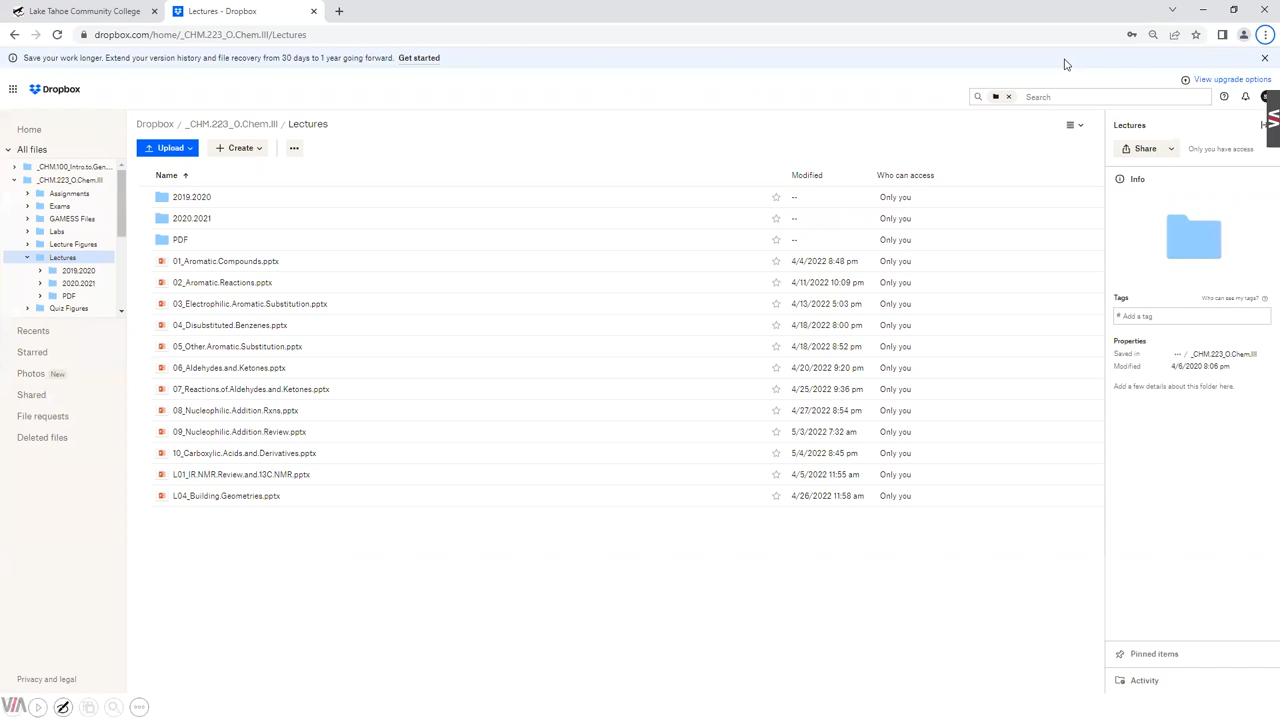 Lake Tahoe Community College
Lectures - Dropbox
dropbox.com/home/_CHM.223_O.Chem.III/Lectures
Save your work longer. Extend your version history and file recovery from 30 days to 1 year going forward. Get started
View upgrade options
Dropbox
Search
Home
All files
_CHM.100_Intro.to.Gen....
_CHM.223_O.Chem.III
Assignments
Exams
GAMESS Files
Labs
Lecture Figures
Lectures
2019.2020
2020.2021
PDF
Quiz Figures
Recents
Starred
Photos New
Shared
File requests
Deleted files
Privacy and legal
Dropbox / _CHM.223_O.Chem.III / Lectures
Upload
Create
Name Modified Who can access
2019.2020 -- Only you
2020.2021 -- Only you
PDF -- Only you
01_Aromatic.Compounds.pptx 4/4/2022 8:48 pm Only you
02_Aromatic.Reactions.pptx 4/11/2022 10:09 pm Only you
03_Electrophilic.Aromatic.Substitution.pptx 4/13/2022 5:03 pm Only you
04_Disubstituted.Benzenes.pptx 4/18/2022 8:00 pm Only you
05_Other.Aromatic.Substitution.pptx 4/18/2022 8:52 pm Only you
06_Aldehydes.and.Ketones.pptx 4/20/2022 9:20 pm Only you
07_Reactions.of.Aldehydes.and.Ketones.pptx 4/25/2022 9:36 pm Only you
08_Nucleophilic.Addition.Rxns.pptx 4/27/2022 8:54 pm Only you
09_Nucleophilic.Addition.Review.pptx 5/3/2022 7:32 am Only you
10_Carboxylic.Acids.and.Derivatives.pptx 5/4/2022 8:45 pm Only you
L01_IR.NMR.Review.and.13C.NMR.pptx 4/5/2022 11:55 am Only you
L04_Building.Geometries.pptx 4/26/2022 11:58 am Only you
Lectures
Share
Only you have access
Info
Tags
Who can see my tags?
# Add a tag
Properties
Saved in ··· / _CHM.223_O.Chem.III
Modified 4/6/2020 8:06 pm
Add a few details about this folder here.
Pinned items
Activity
VIA